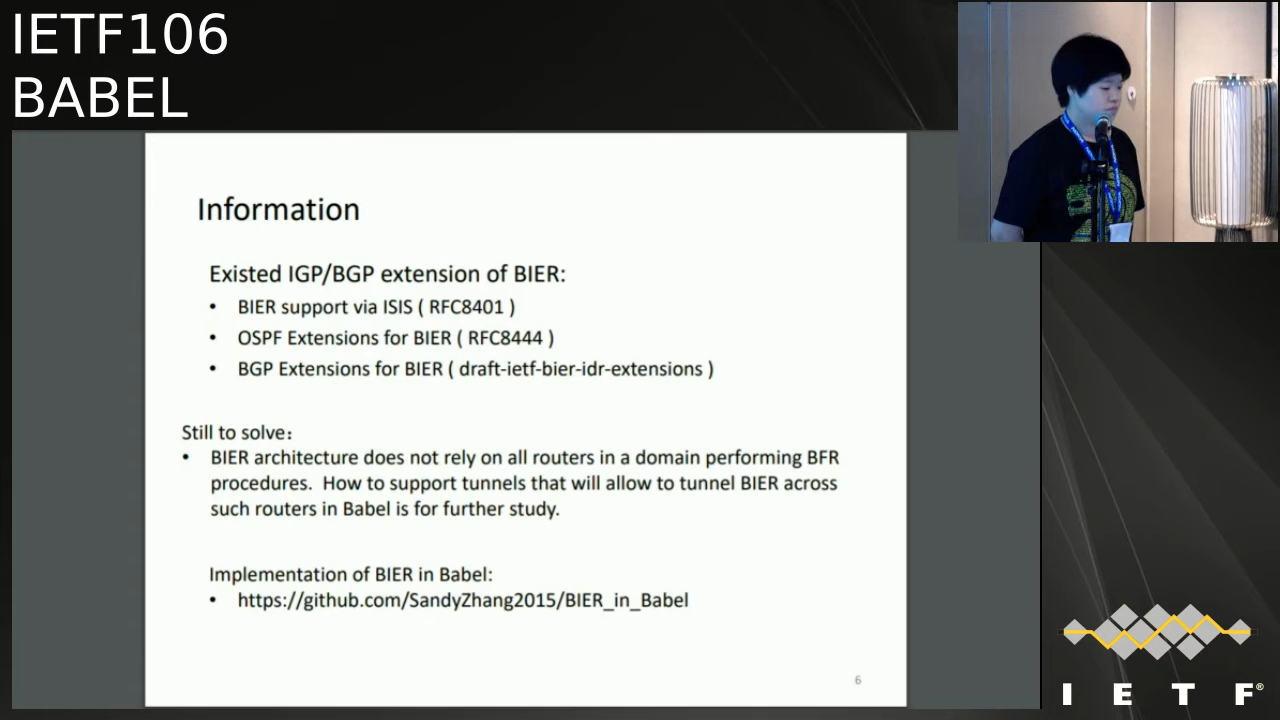 IETF106
BABEL
Information
Existed IGP/BGP extension of BIER:
• BIER support via ISIS ( RFC8401 )
• OSPF Extensions for BIER ( RFC8444 )
• BGP Extensions for BIER ( draft-ietf-bier-idr-extensions )
Still to solve：
• BIER architecture does not rely on all routers in a domain performing BFR
procedures.  How to support tunnels that will allow to tunnel BIER across
such routers in Babel is for further study.
Implementation of BIER in Babel:
• https://github.com/SandyZhang2015/BIER_in_Babel
6
I E T F®